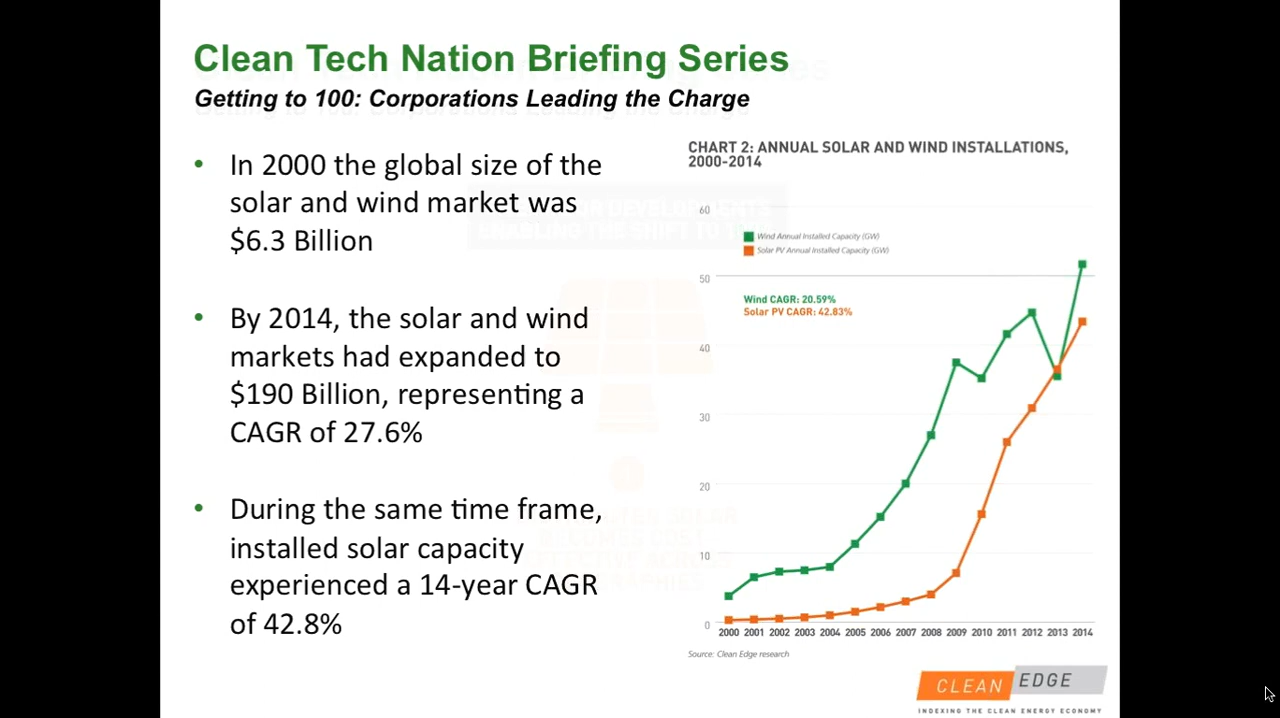 Clean Tech Nation Briefing Series
Getting to 100: Corporations Leading the Charge
• In 2000 the global size of the
solar and wind market was
$6.3 Billion
• By 2014, the solar and wind
markets had expanded to
$190 Billion, representing a
CAGR of 27.6%
• During the same time frame,
installed solar capacity
experienced a 14-year CAGR
of 42.8%
CHART 2: ANNUAL SOLAR AND WIND INSTALLATIONS,
2000-2014
60
Wind Annual Installed Capacity (GW)
Solar PV Annual Installed Capacity (GW)
50
Wind CAGR: 20.59%
Solar PV CAGR: 42.83%
40
30
20
10
0
2000 2001 2002 2003 2004 2005 2006 2007 2008 2009 2010 2011 2012 2013 2014
Source: Clean Edge research
CLEAN EDGE
INDEXING THE CLEAN ENERGY ECONOMY